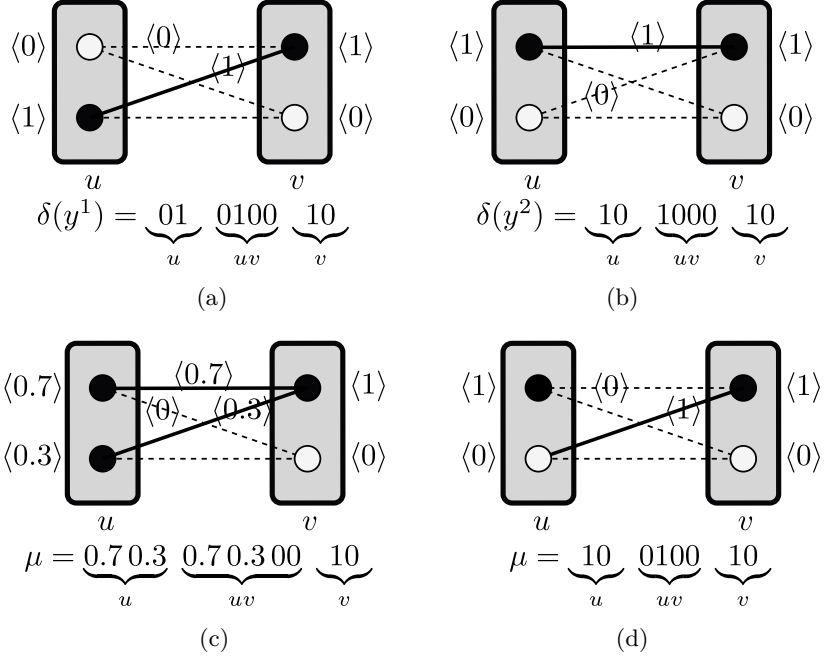 ⟨0⟩ ⟨0⟩ ⟨1⟩
⟨1⟩
⟨1⟩ ⟨0⟩
u v
δ(y¹) = 01 0100 10
u uv v
(a)
⟨1⟩ ⟨1⟩ ⟨1⟩
⟨0⟩
⟨0⟩ ⟨0⟩
u v
δ(y²) = 10 1000 10
u uv v
(b)
⟨0.7⟩ ⟨0.7⟩ ⟨1⟩
⟨0⟩ ⟨0.3⟩
⟨0.3⟩ ⟨0⟩
u v
μ = 0.7 0.3 0.7 0.3 00 10
u uv v
(c)
⟨1⟩ ⟨0⟩ ⟨1⟩
⟨1⟩
⟨0⟩ ⟨0⟩
u v
μ = 10 0100 10
u uv v
(d)